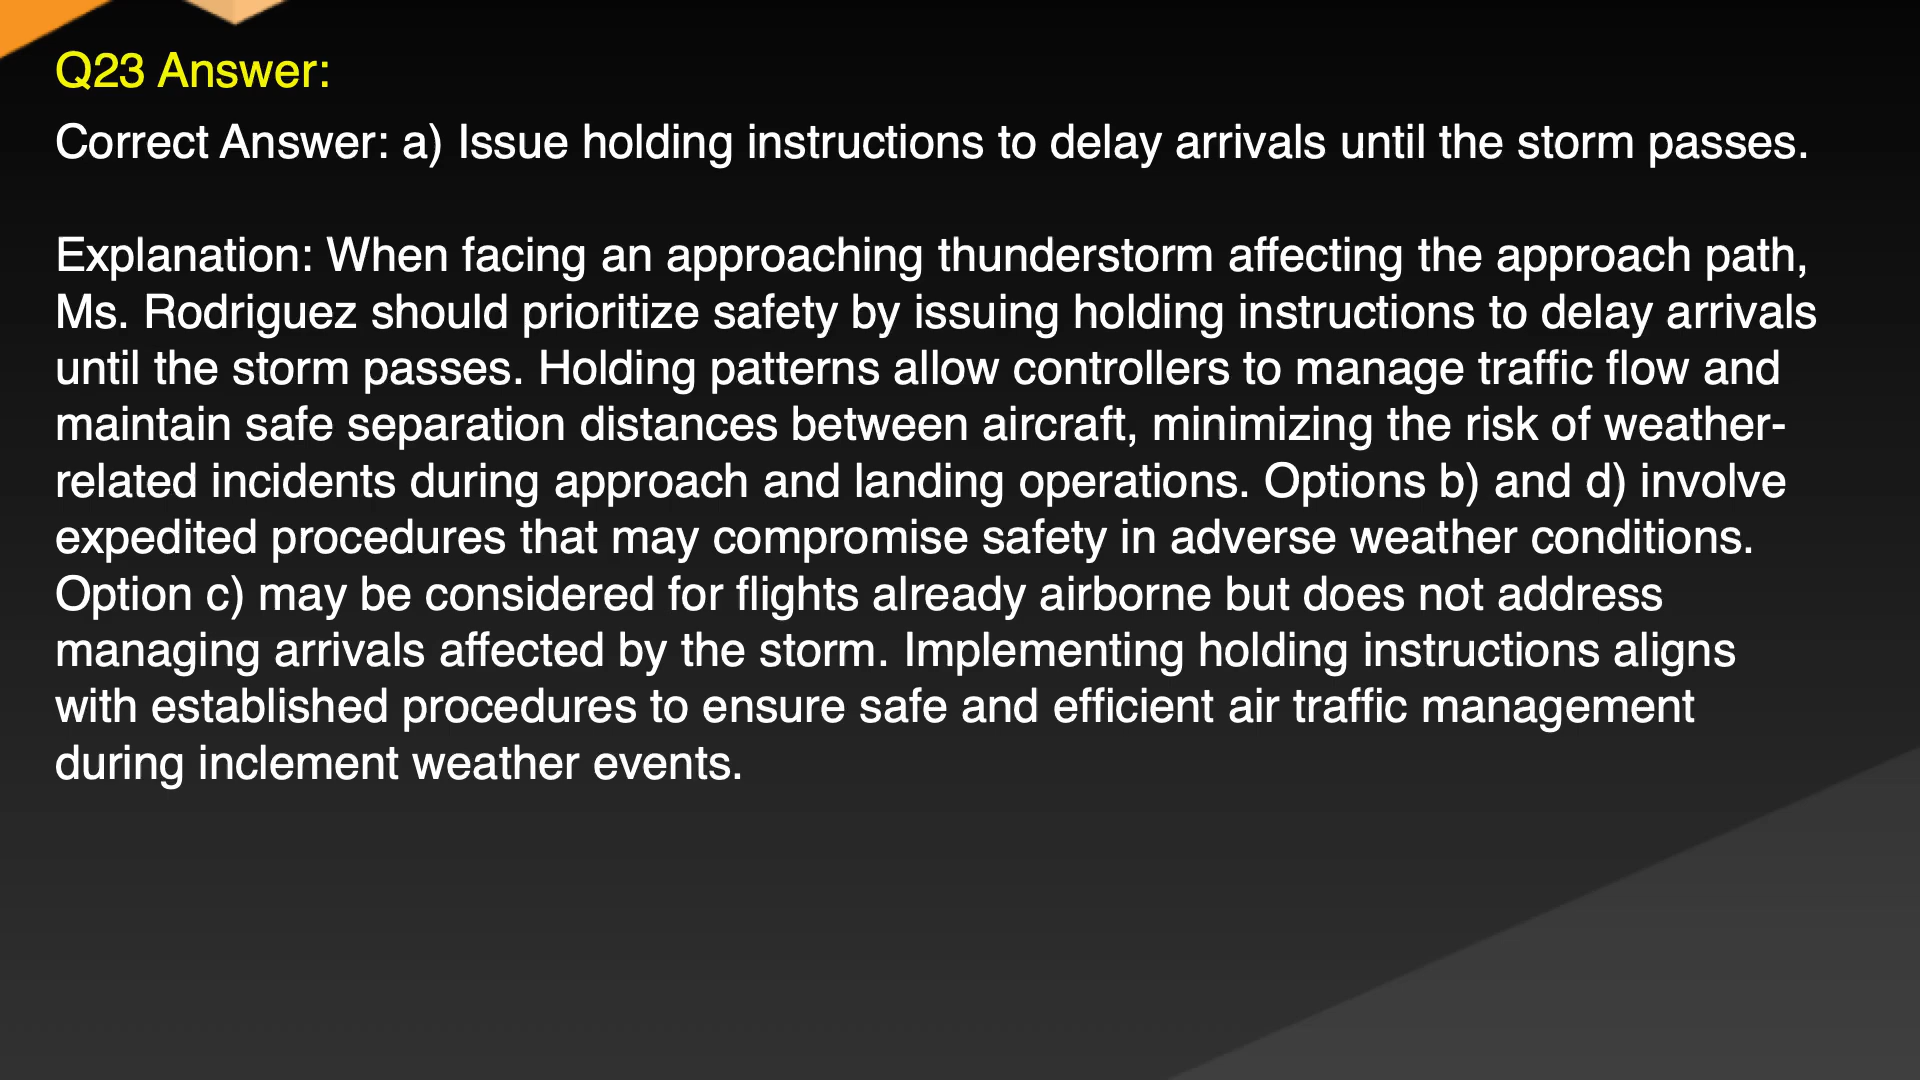 Q23 Answer:
Correct Answer: a) Issue holding instructions to delay arrivals until the storm passes.
Explanation: When facing an approaching thunderstorm affecting the approach path,
Ms. Rodriguez should prioritize safety by issuing holding instructions to delay arrivals
until the storm passes. Holding patterns allow controllers to manage traffic flow and
maintain safe separation distances between aircraft, minimizing the risk of weather-
related incidents during approach and landing operations. Options b) and d) involve
expedited procedures that may compromise safety in adverse weather conditions.
Option c) may be considered for flights already airborne but does not address
managing arrivals affected by the storm. Implementing holding instructions aligns
with established procedures to ensure safe and efficient air traffic management
during inclement weather events.